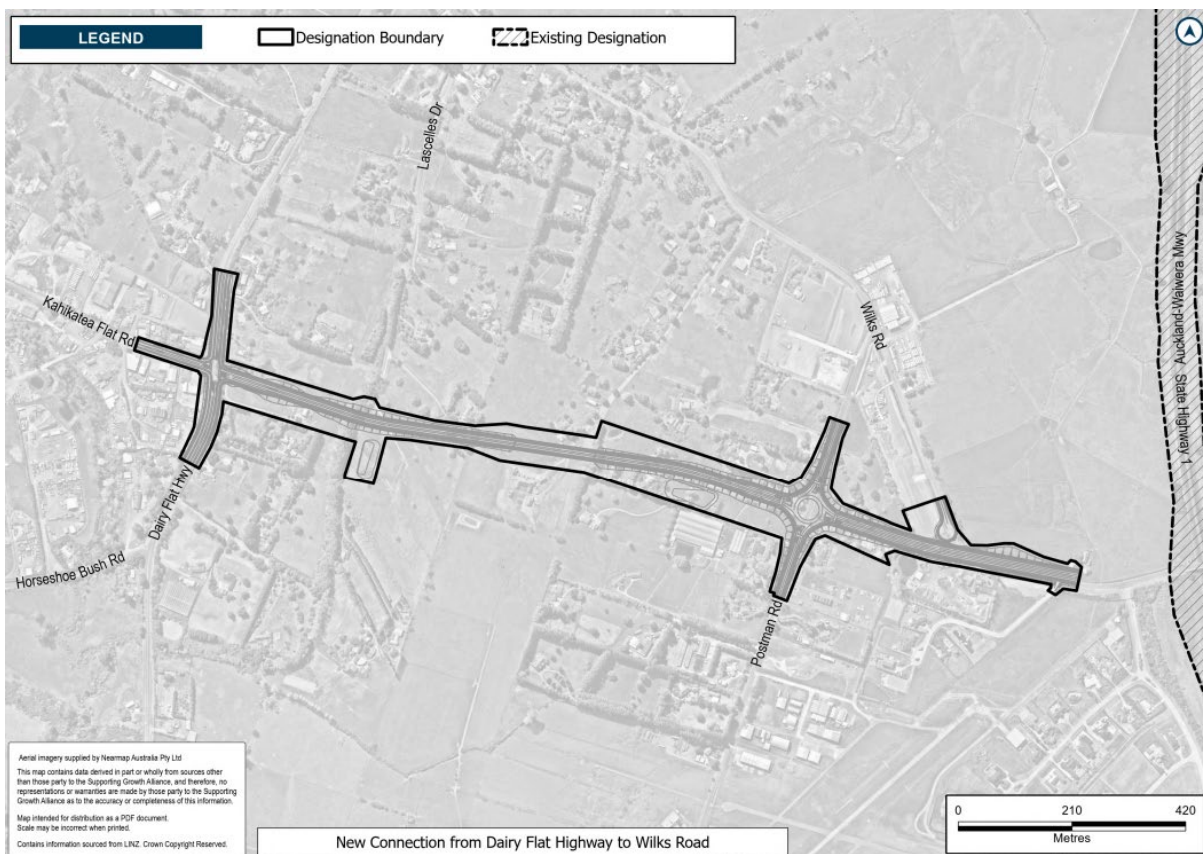 LEGEND
Designation Boundary
Existing Designation
Lascelles Dr
Kahikatea Flat Rd
Wilks Rd
State Highway 1 Auckland-Waiwera Mwy
Dairy Flat Hwy
Horseshoe Bush Rd
Postman Rd
Aerial imagery supplied by Nearmap Australia Pty Ltd
This map contains data derived in part or wholly from sources other
than those party to the Supporting Growth Alliance, and therefore, no
representations or warranties are made by those party to the Supporting
Growth Alliance as to the accuracy or completeness of this information.
Map intended for distribution as a PDF document.
Scale may be incorrect when printed.
Contains information sourced from LINZ. Crown Copyright Reserved.
New Connection from Dairy Flat Highway to Wilks Road
0 210 420
Metres